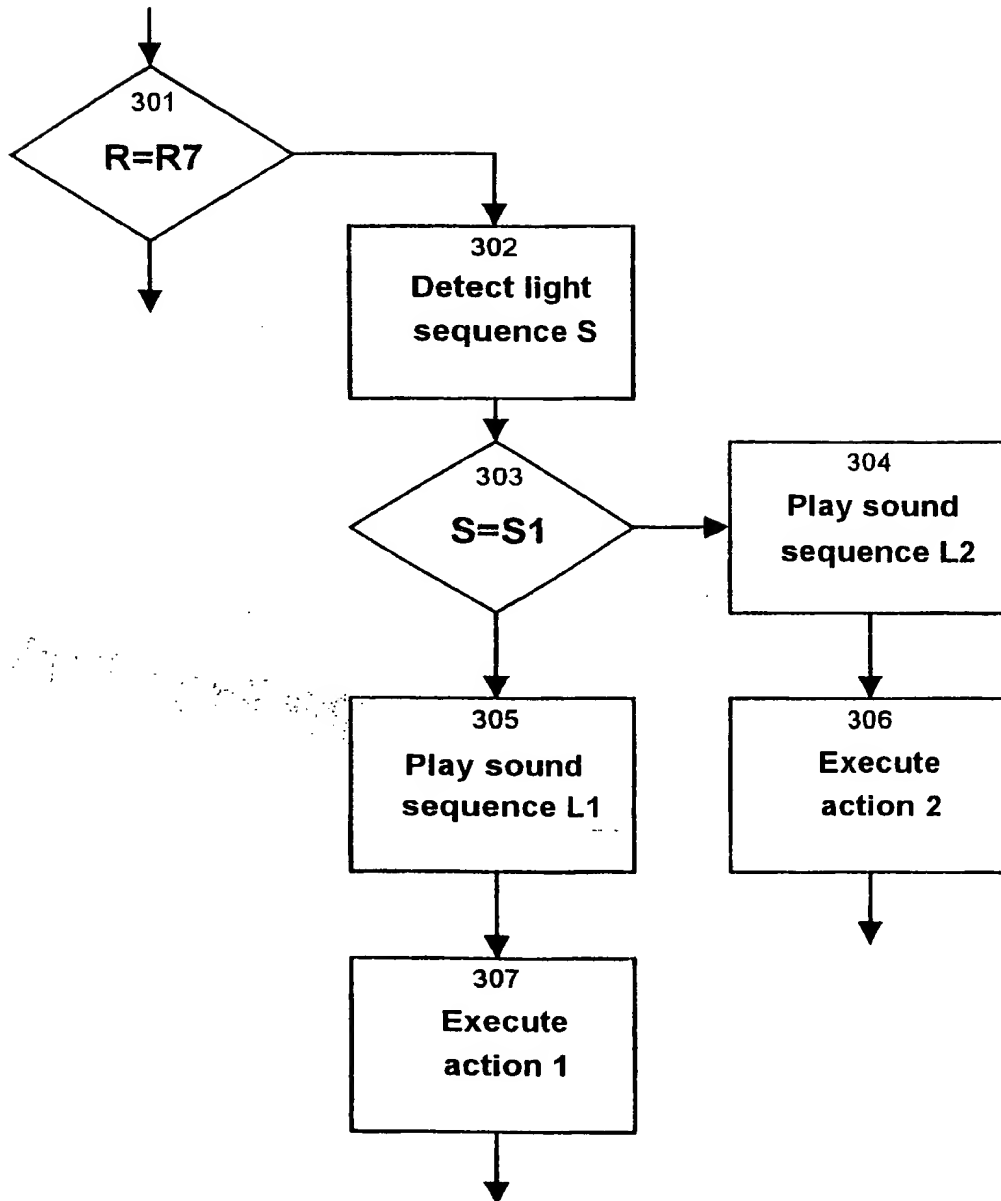 301
R=R7
302
Detect light
sequence S
303
S=S1
304
Play sound
sequence L2
305
Play sound
sequence L1
306
Execute
action 2
307
Execute
action 1